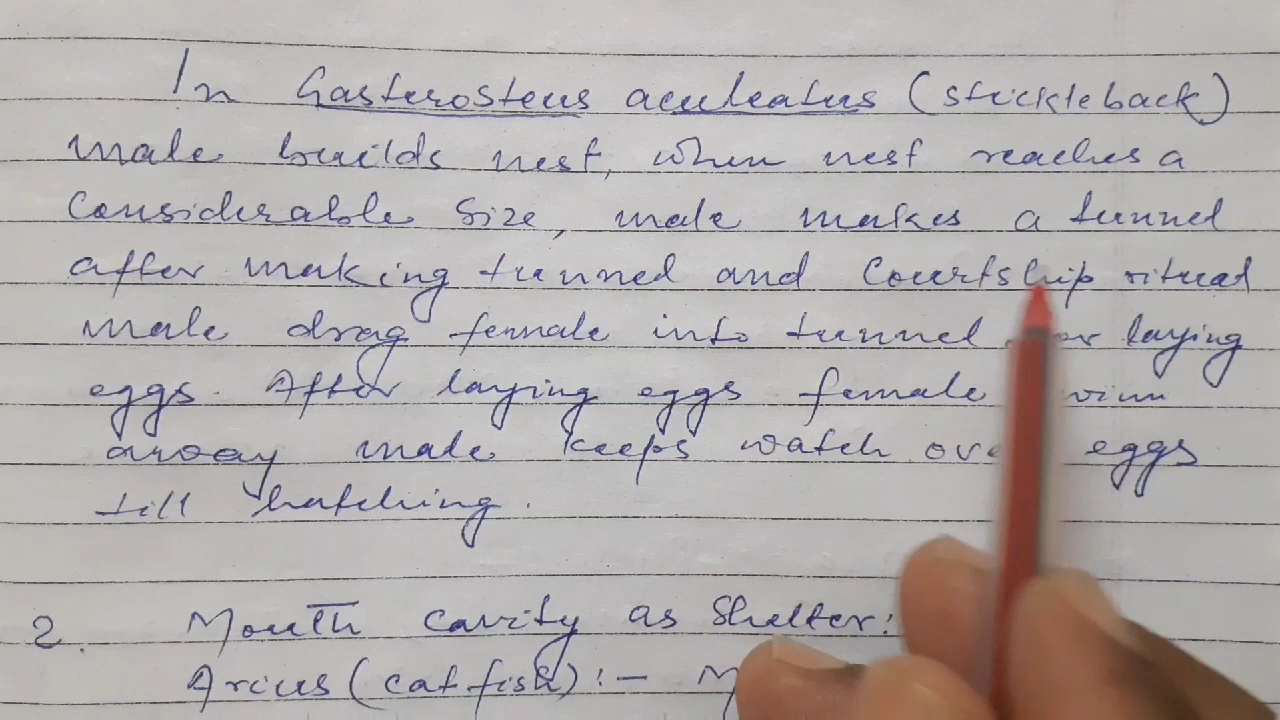 In Gasterosteus aculeatus (stickleback)
male builds nest, when nest reaches a
Considerable Size, male makes a tunnel
after making tunnel and Courtship ritual
male drag female into tunnel laying
eggs. After laying eggs female
away male keeps watch eggs
till hatching.
2. Mouth cavity as Shelter:
Arius (cat fish) :- M